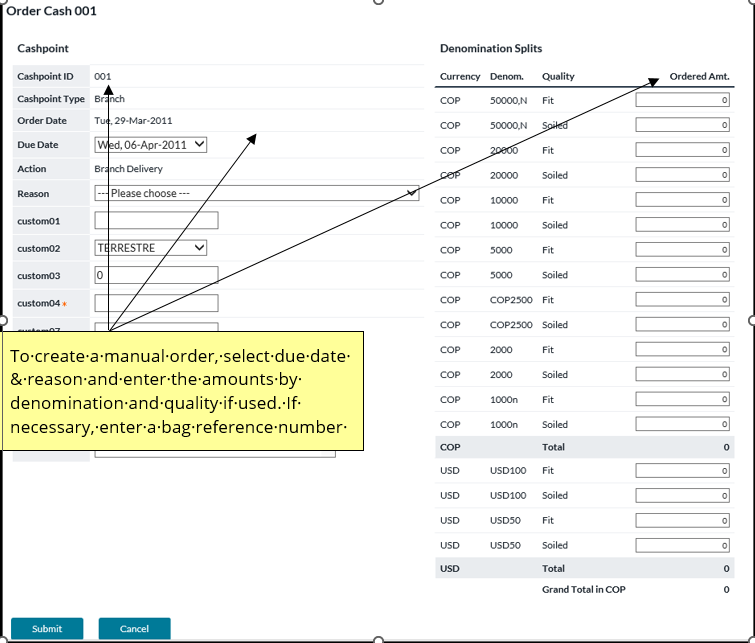 Order Cash 001
Cashpoint
Cashpoint ID 001
Cashpoint Type Branch
Order Date Tue, 29-Mar-2011
Due Date Wed, 06-Apr-2011
Action Branch Delivery
Reason --- Please choose ---
custom01
custom02 TERRESTRE
custom03 0
custom04 *
To·create·a·manual·order,·select·due·date·
&·reason·and·enter·the·amounts·by·
denomination·and·quality·if·used.·If·
necessary,·enter·a·bag·reference·number·
Denomination Splits
Currency Denom. Quality Ordered Amt.
COP 50000,N Fit 0
COP 50000,N Soiled 0
COP 20000 Fit 0
COP 20000 Soiled 0
COP 10000 Fit 0
COP 10000 Soiled 0
COP 5000 Fit 0
COP 5000 Soiled 0
COP COP2500 Fit 0
COP COP2500 Soiled 0
COP 2000 Fit 0
COP 2000 Soiled 0
COP 1000n Fit 0
COP 1000n Soiled 0
COP Total 0
USD USD100 Fit 0
USD USD100 Soiled 0
USD USD50 Fit 0
USD USD50 Soiled 0
USD Total 0
Grand Total in COP 0
Submit Cancel